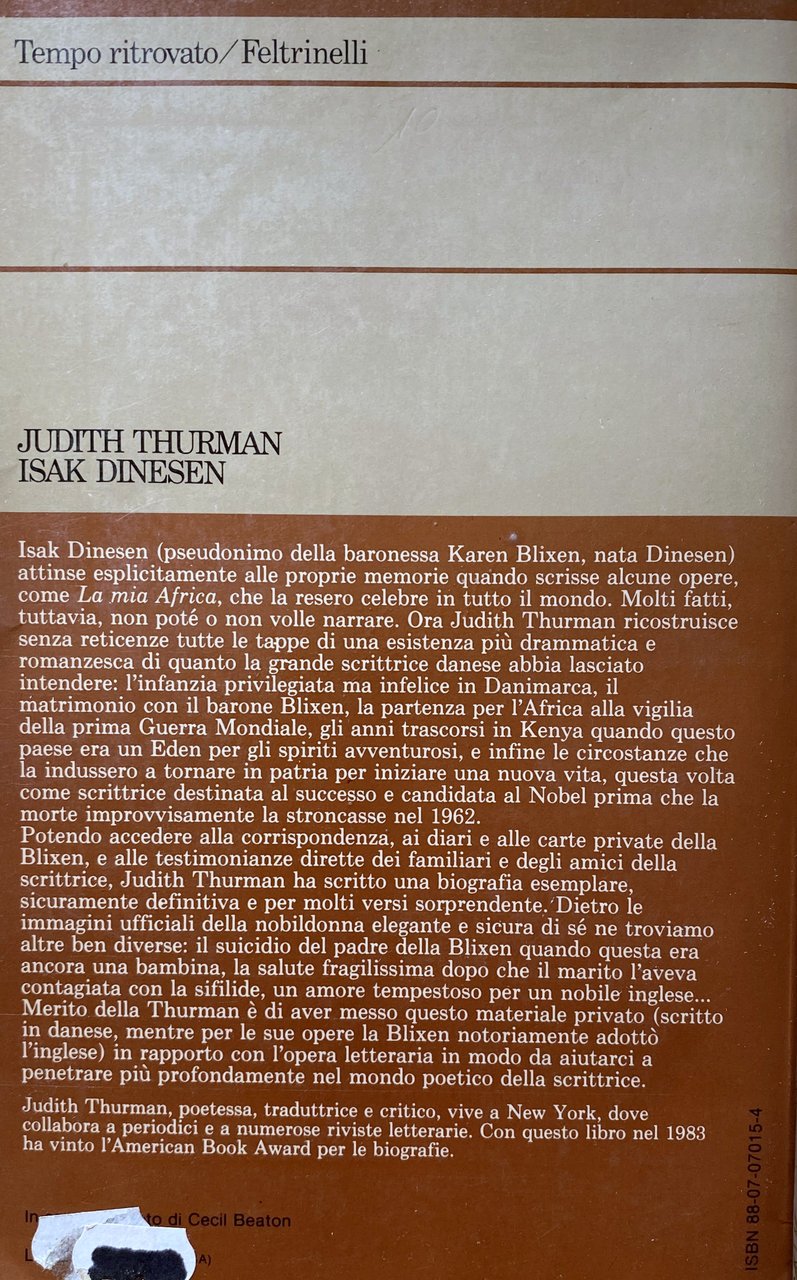 Tempo ritrovato/Feltrinelli
10
JUDITH THURMAN
ISAK DINESEN
Isak Dinesen (pseudonimo della baronessa Karen Blixen, nata Dinesen)
attinse esplicitamente alle proprie memorie quando scrisse alcune opere,
come La mia Africa, che la resero celebre in tutto il mondo. Molti fatti,
tuttavia, non poté o non volle narrare. Ora Judith Thurman ricostruisce
senza reticenze tutte le tappe di una esistenza più drammatica e
romanzesca di quanto la grande scrittrice danese abbia lasciato
intendere: l'infanzia privilegiata ma infelice in Danimarca, il
matrimonio con il barone Blixen, la partenza per l'Africa alla vigilia
della prima Guerra Mondiale, gli anni trascorsi in Kenya quando questo
paese era un Eden per gli spiriti avventurosi, e infine le circostanze che
la indussero a tornare in patria per iniziare una nuova vita, questa volta
come scrittrice destinata al successo e candidata al Nobel prima che la
morte improvvisamente la stroncasse nel 1962.
Potendo accedere alla corrispondenza, ai diari e alle carte private della
Blixen, e alle testimonianze dirette dei familiari e degli amici della
scrittrice, Judith Thurman ha scritto una biografia esemplare,
sicuramente definitiva e per molti versi sorprendente. Dietro le
immagini ufficiali della nobildonna elegante e sicura di sé ne troviamo
altre ben diverse: il suicidio del padre della Blixen quando questa era
ancora una bambina, la salute fragilissima dopo che il marito l'aveva
contagiata con la sifilide, un amore tempestoso per un nobile inglese...
Merito della Thurman è di aver messo questo materiale privato (scritto
in danese, mentre per le sue opere la Blixen notoriamente adottò
l'inglese) in rapporto con l'opera letteraria in modo da aiutarci a
penetrare più profondamente nel mondo poetico della scrittrice.
Judith Thurman, poetessa, traduttrice e critico, vive a New York, dove
collabora a periodici e a numerose riviste letterarie. Con questo libro nel 1983
ha vinto l'American Book Award per le biografie.
In to di Cecil Beaton
L
ISBN 88-07-07015-4